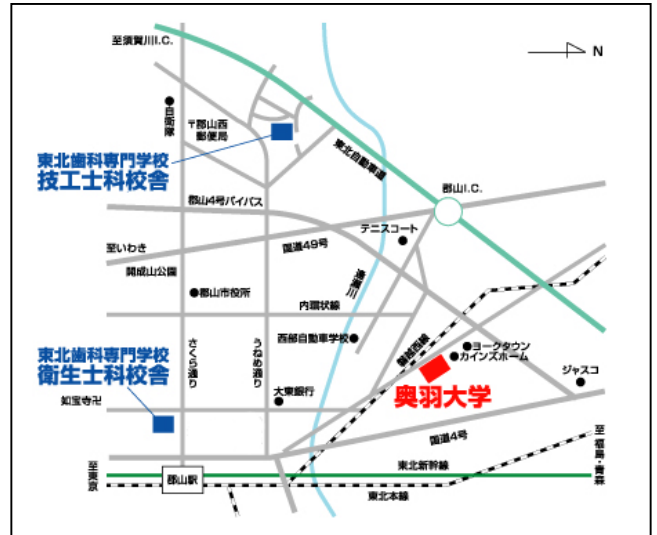 至須賀川I.C.
N
自衛隊
〒郡山西
郵便局
東北歯科専門学校
技工士科校舎
東北自動車道
郡山I.C.
郡山4号バイパス
テニスコート
至いわき
国道49号
開成山公園
逢瀬川
郡山市役所
内環状線
西部自動車学校
磐越西線
ヨークタウン
カインズホーム
ジャスコ
東北歯科専門学校
衛生士科校舎
さくら通り
うねめ通り
奥羽大学
如宝寺卍
大東銀行
国道4号
至東京
郡山駅
東北新幹線
東北本線
至福島・青森